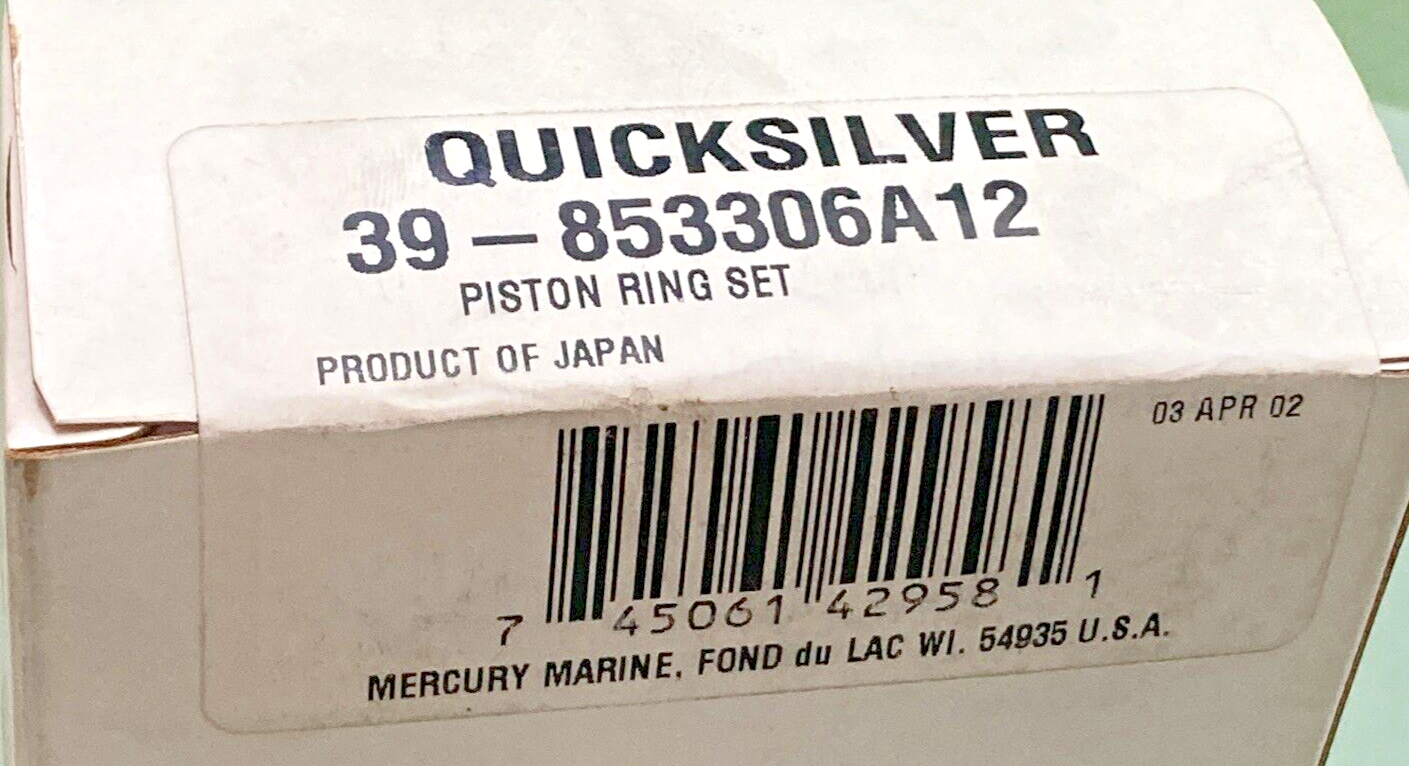 QUICKSILVER
39-853306A12
PISTON RING SET
PRODUCT OF JAPAN
03 APR 02
7 45061 42958 1
MERCURY MARINE, FOND du LAC WI. 54935 U.S.A.